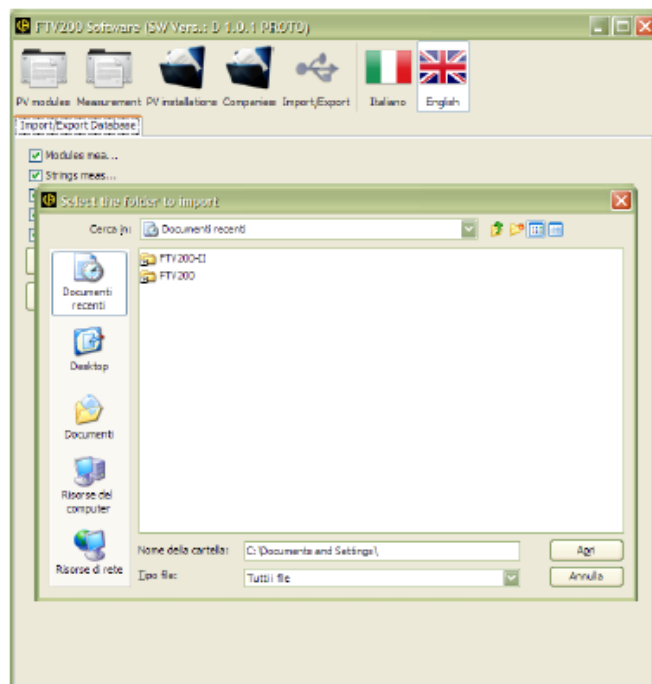 FTV200 Software (SW Vers.: D 1.0.1 PROTO)
PV modules Measurement PV installations Companies Import/Export Italiano English
Import/Export Database
Modules mea...
Strings meas...
Select the folder to import
Cerca in: Documenti recenti
FTV200-II
FTV200
Documenti recenti
Desktop
Documenti
Risorse del computer
Risorse di rete
Nome della cartella: C:\Documents and Settings\, Apri
Tipo file: Tutti i file Annulla